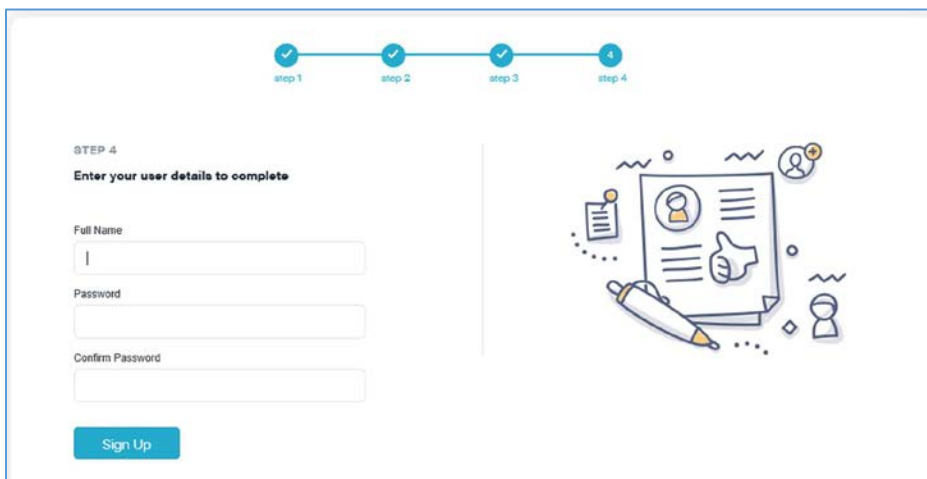 4
step 1 step 2 step 3 step 4
STEP 4
Enter your user details to complete
Full Name
Password
Confirm Password
Sign Up